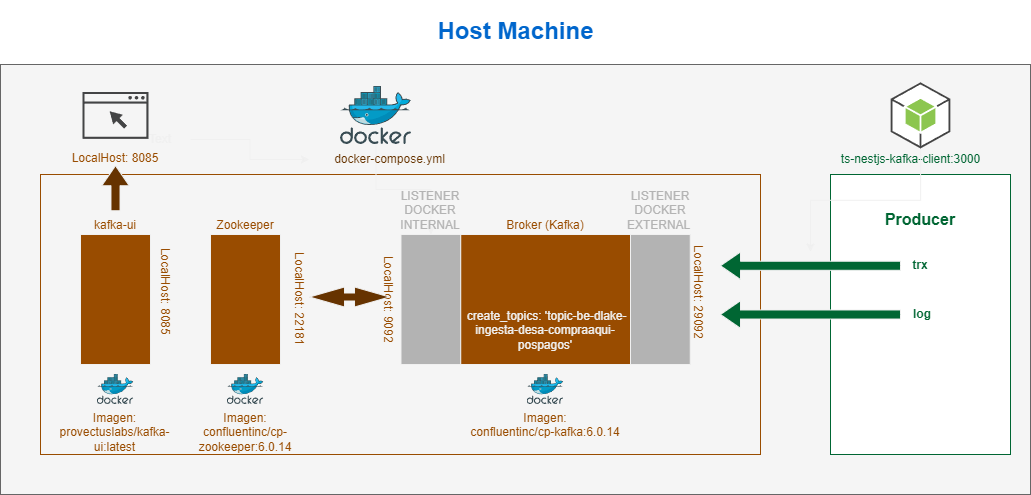 Host Machine
docker
LocalHost: 8085
docker-compose.yml
ts-nestjs-kafka-client:3000
LISTENER
DOCKER
INTERNAL
LISTENER
DOCKER
EXTERNAL
kafka-ui
Zookeeper
Broker (Kafka)
Producer
LocalHost: 8085
LocalHost: 22181
LocalHost: 9092
LocalHost: 29092
create_topics: 'topic-be-dlake-
ingesta-desa-compraaqui-
pospagos'
trx
log
docker
docker
docker
Imagen:
provectuslabs/kafka-
ui:latest
Imagen:
confluentinc/cp-
zookeeper:6.0.14
Imagen:
confluentinc/cp-kafka:6.0.14